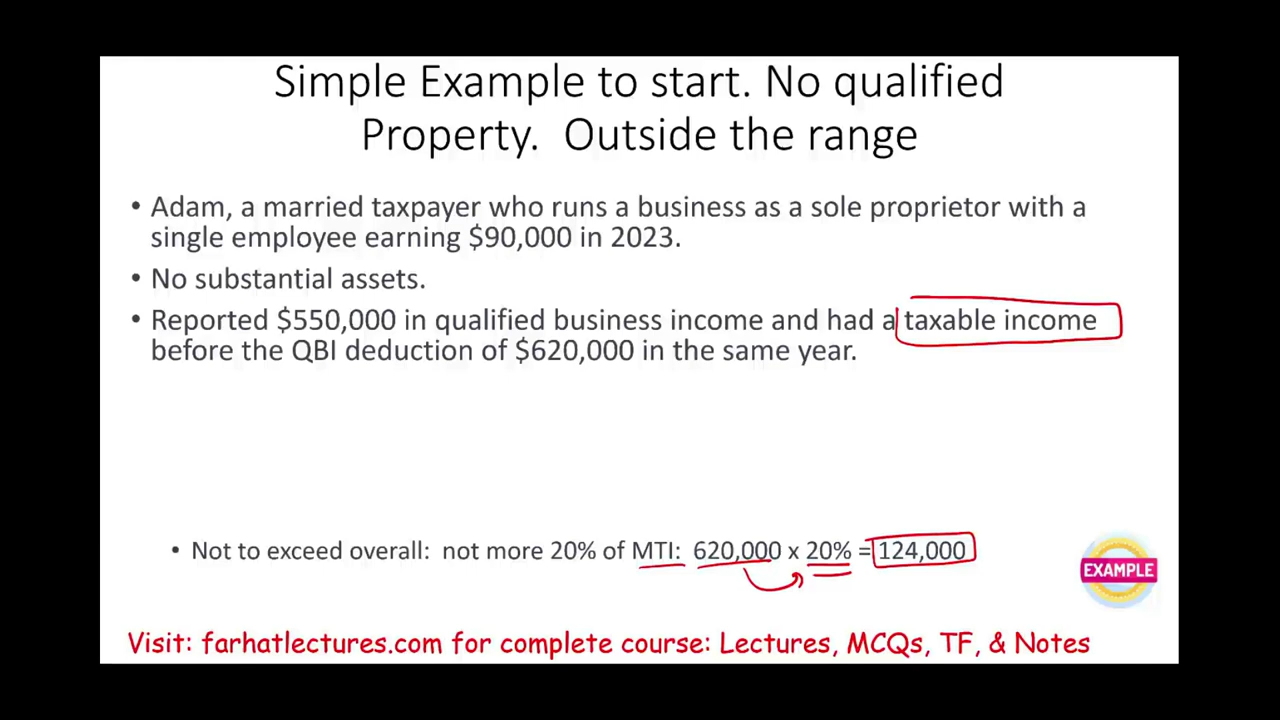 Simple Example to start. No qualified
Property. Outside the range
• Adam, a married taxpayer who runs a business as a sole proprietor with a
single employee earning $90,000 in 2023.
• No substantial assets.
• Reported $550,000 in qualified business income and had a taxable income
before the QBI deduction of $620,000 in the same year.
• Not to exceed overall: not more 20% of MTI: 620,000 x 20% = 124,000
EXAMPLE
Visit: farhatlectures.com for complete course: Lectures, MCQs, TF, & Notes